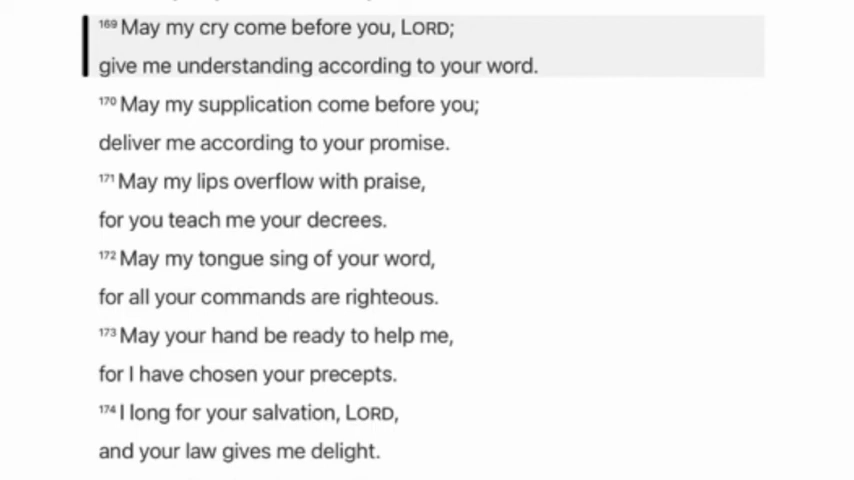 169 May my cry come before you, LORD;
give me understanding according to your word.
170 May my supplication come before you;
deliver me according to your promise.
171 May my lips overflow with praise,
for you teach me your decrees.
172 May my tongue sing of your word,
for all your commands are righteous.
173 May your hand be ready to help me,
for I have chosen your precepts.
174 I long for your salvation, LORD,
and your law gives me delight.